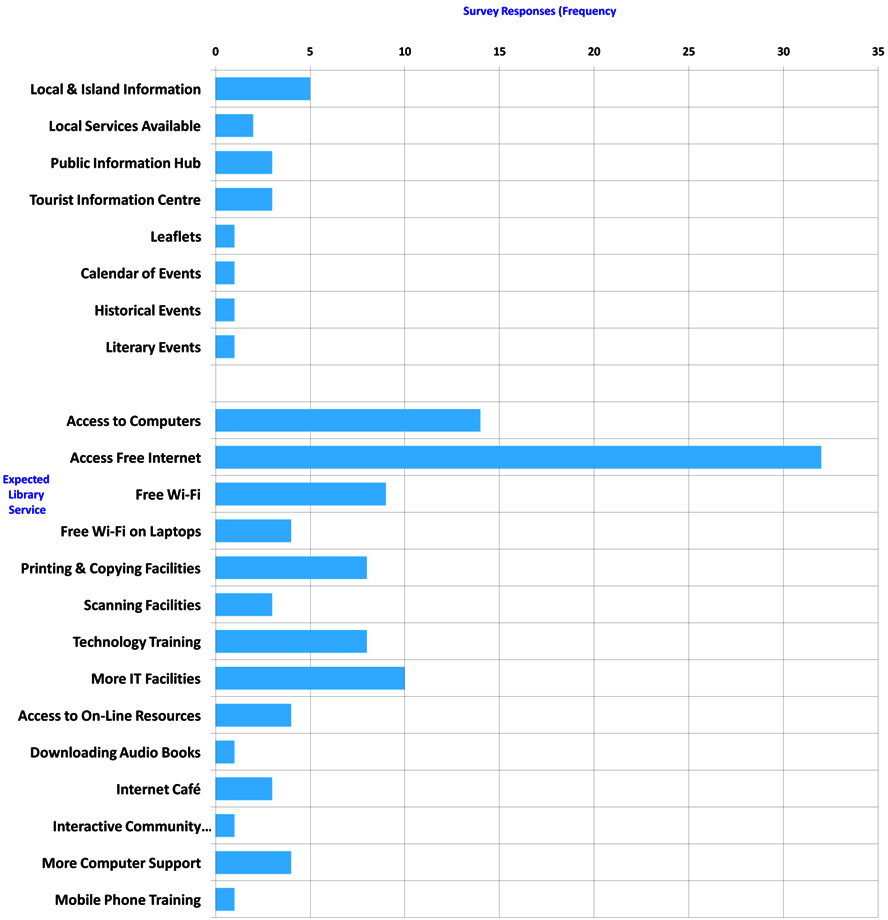 Survey Responses (Frequency
0 5 10 15 20 25 30 35
Local & Island Information
Local Services Available
Public Information Hub
Tourist Information Centre
Leaflets
Calendar of Events
Historical Events
Literary Events
Access to Computers
Access Free Internet
Expected
Library
Service
Free Wi-Fi
Free Wi-Fi on Laptops
Printing & Copying Facilities
Scanning Facilities
Technology Training
More IT Facilities
Access to On-Line Resources
Downloading Audio Books
Internet Café
Interactive Community...
More Computer Support
Mobile Phone Training